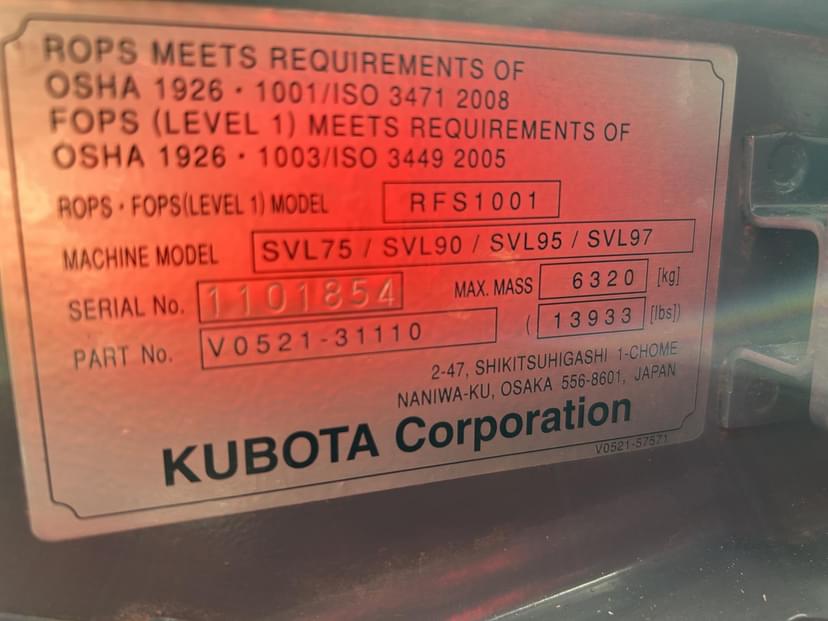 ROPS MEETS REQUIREMENTS OF
OSHA 1926・1001/ISO 3471 2008
FOPS (LEVEL 1) MEETS REQUIREMENTS OF
OSHA 1926・1003/ISO 3449 2005
ROPS・FOPS(LEVEL 1) MODEL RFS1001
MACHINE MODEL SVL75 / SVL90 / SVL95 / SVL97
SERIAL No. 1101854 MAX. MASS 6320 [kg]
PART No. V0521-31110 (13933 [lbs])
2-47, SHIKITSUHIGASHI 1-CHOME
NANIWA-KU, OSAKA 556-8601, JAPAN
KUBOTA Corporation
V0521-57571